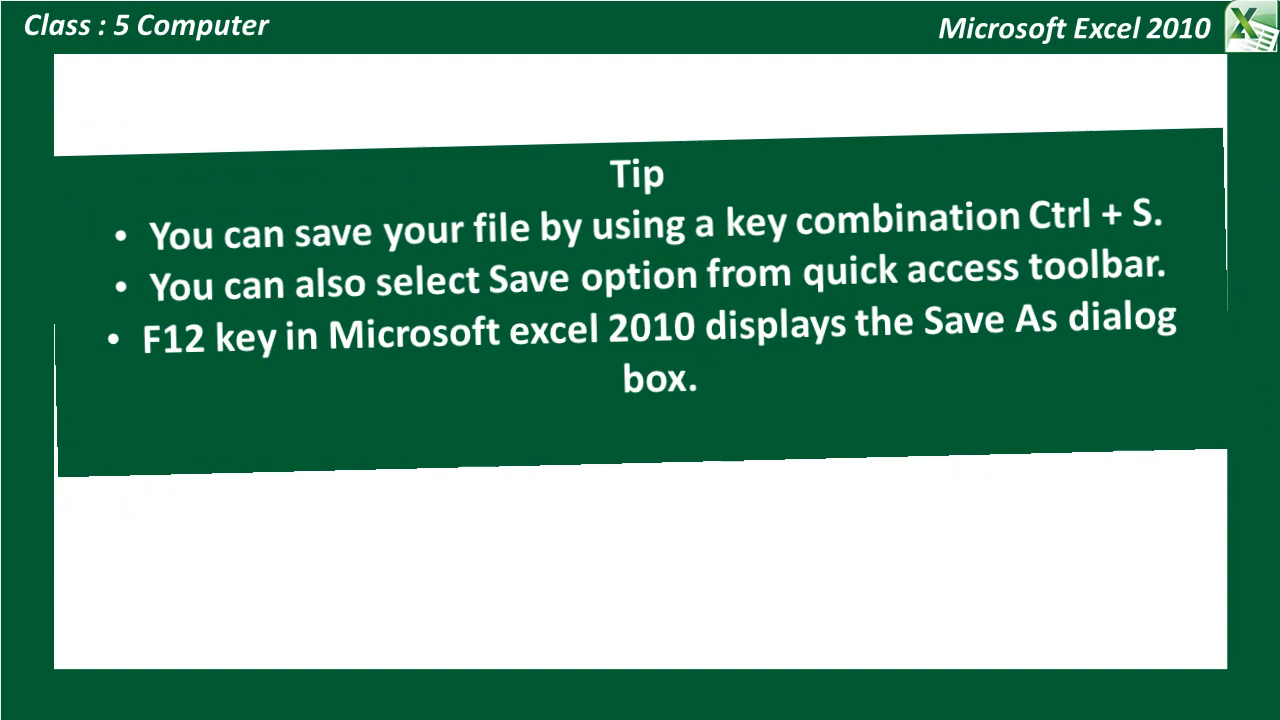 Class : 5 Computer
Microsoft Excel 2010
Tip
• You can save your file by using a key combination Ctrl + S.
• You can also select Save option from quick access toolbar.
• F12 key in Microsoft excel 2010 displays the Save As dialog
box.